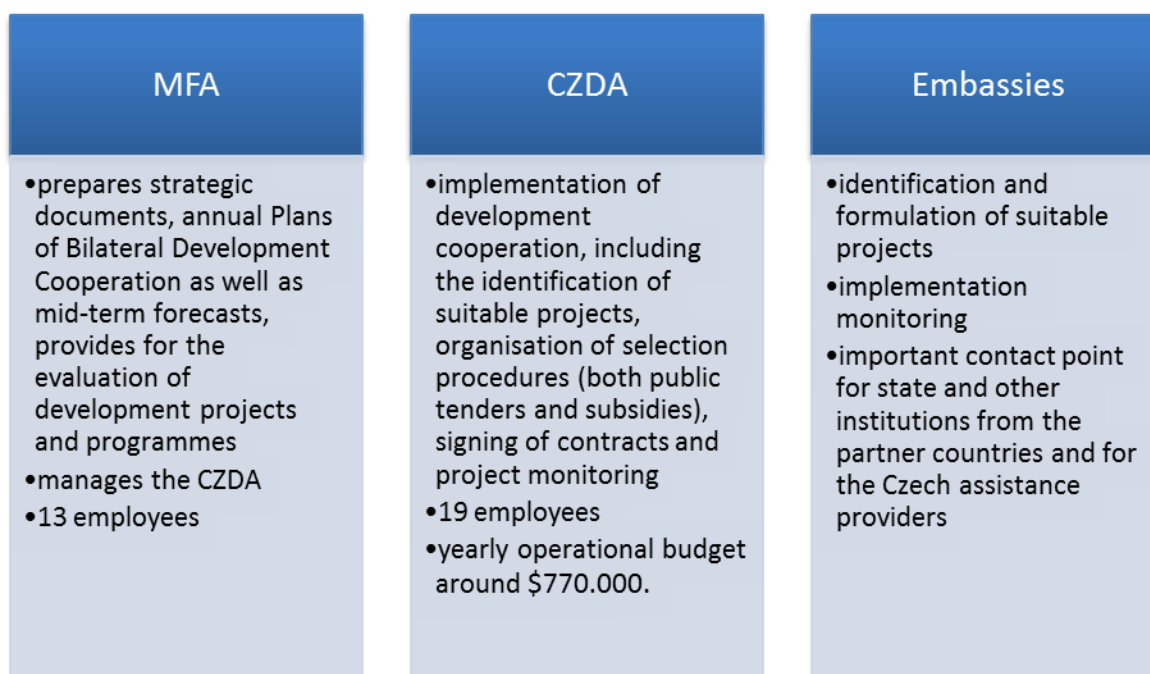 MFA
•prepares strategic
documents, annual Plans
of Bilateral Development
Cooperation as well as
mid-term forecasts,
provides for the
evaluation of
development projects
and programmes
•manages the CZDA
•13 employees
CZDA
•implementation of
development
cooperation, including
the identification of
suitable projects,
organisation of selection
procedures (both public
tenders and subsidies),
signing of contracts and
project monitoring
•19 employees
•yearly operational budget
around $770.000.
Embassies
•identification and
formulation of suitable
projects
•implementation
monitoring
•important contact point
for state and other
institutions from the
partner countries and for
the Czech assistance
providers